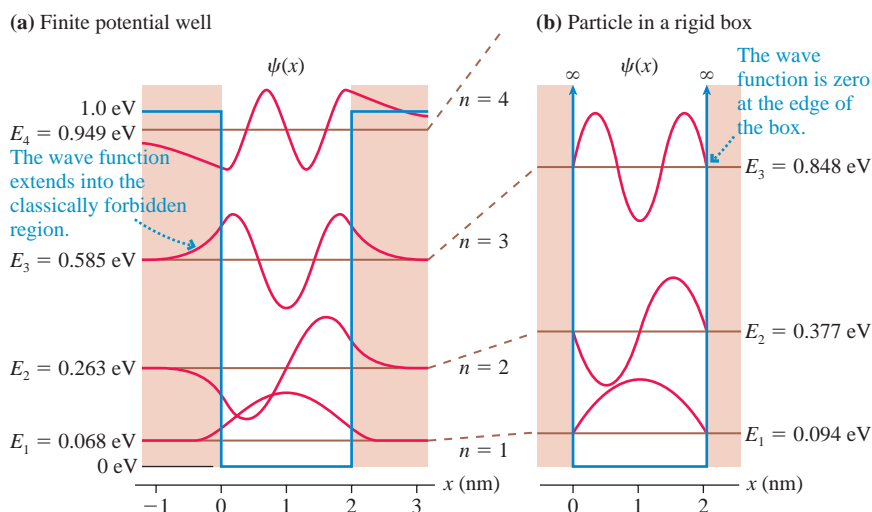 (a) Finite potential well
ψ(x)
1.0 eV
E₄ = 0.949 eV
n = 4
The wave function
extends into the
classically forbidden
region.
E₃ = 0.585 eV
n = 3
E₂ = 0.263 eV
n = 2
E₁ = 0.068 eV
n = 1
0 eV
x (nm)
−1 0 1 2 3
(b) Particle in a rigid box
∞ ψ(x) ∞
The wave
function is zero
at the edge of
the box.
E₃ = 0.848 eV
E₂ = 0.377 eV
E₁ = 0.094 eV
x (nm)
0 1 2